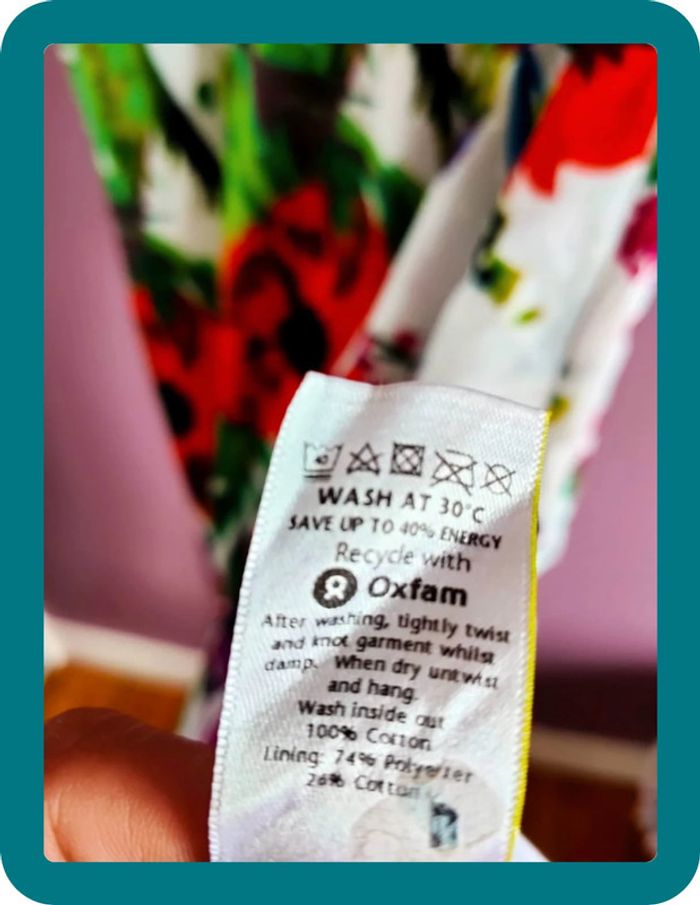 40
WASH AT 30°C
SAVE UP TO 40% ENERGY
Recycle with
Oxfam
After washing, tightly twist
and knot garment whilst
damp. When dry untwist
and hang.
Wash inside out
100% Cotton
Lining: 74% Polyester
26% Cotton